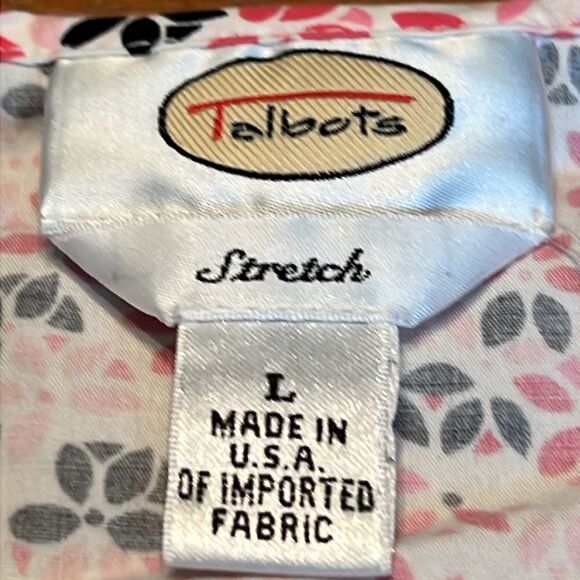 Talbots
Stretch
L
MADE IN
U.S.A.
OF IMPORTED
FABRIC